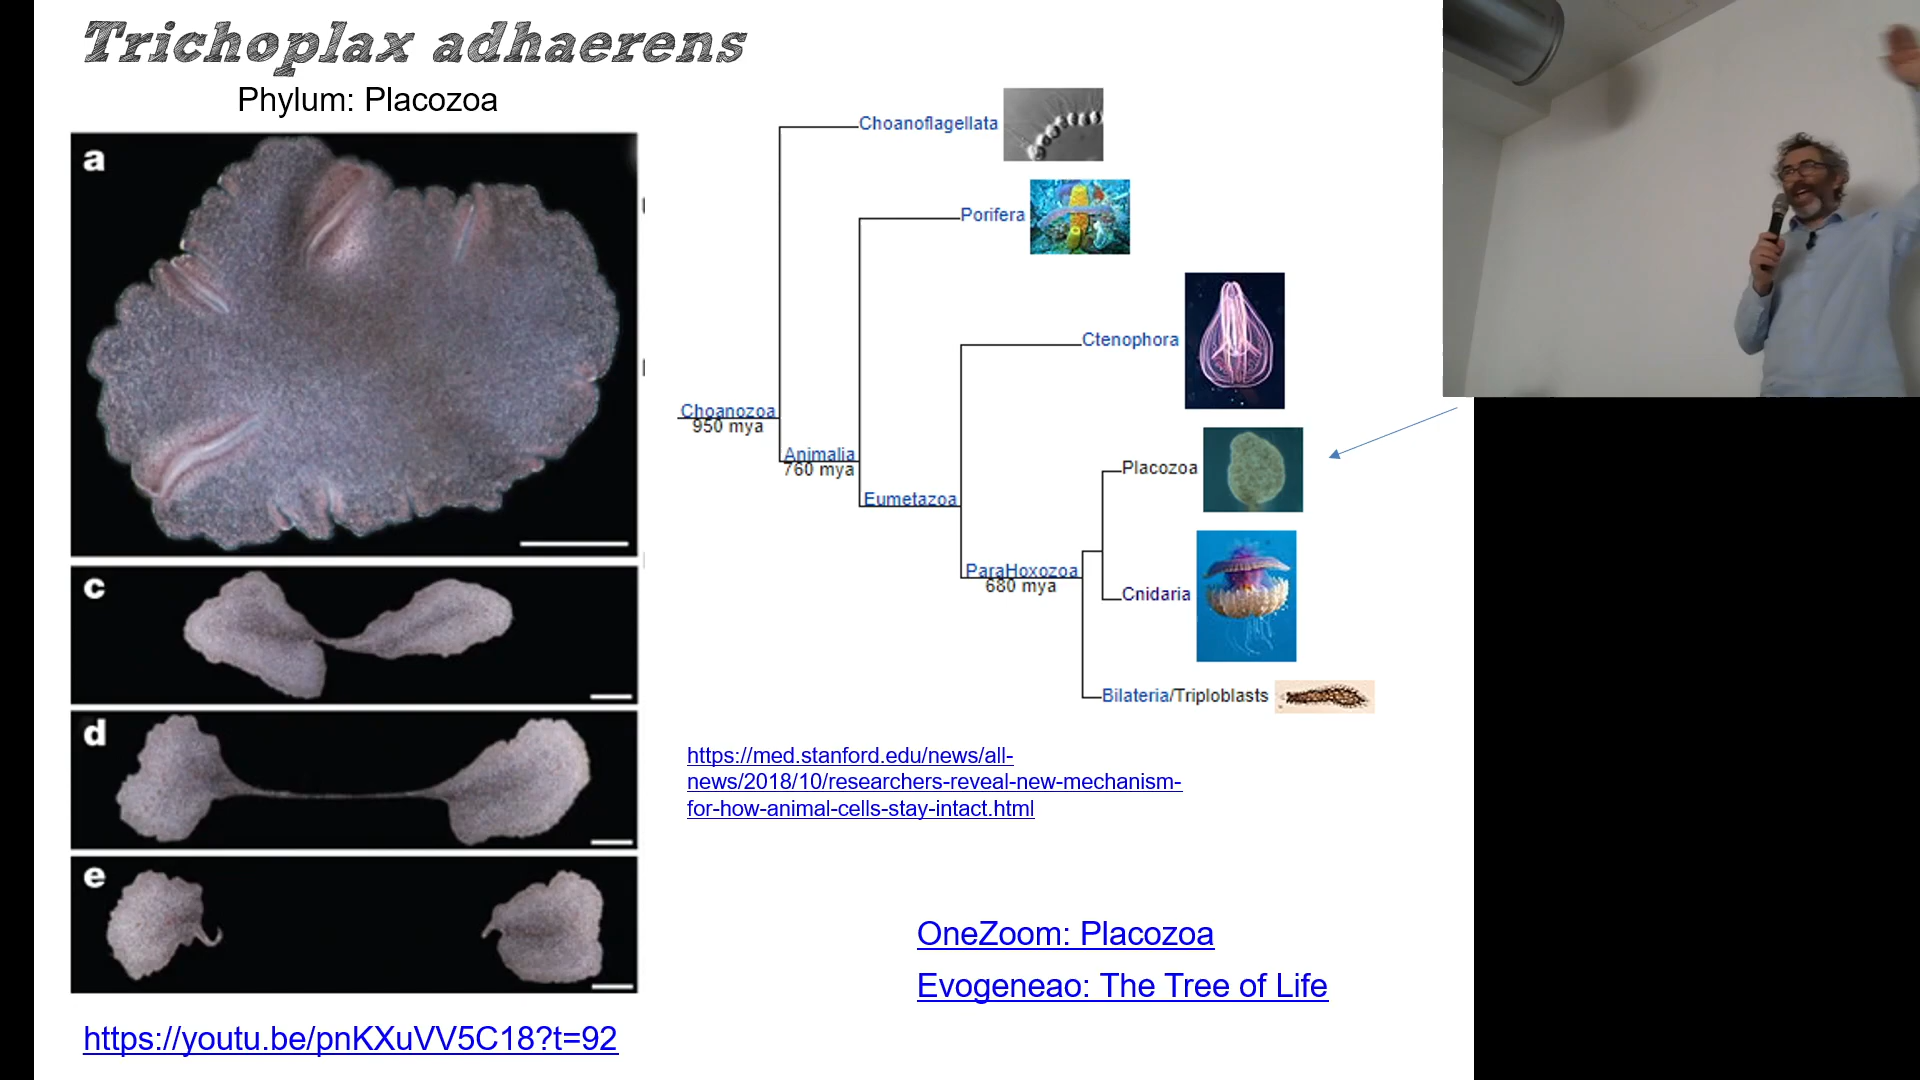 Trichoplax adhaerens
Phylum: Placozoa
a
c
d
e
https://youtu.be/pnKXuVV5C18?t=92
Choanoflagellata
Porifera
Ctenophora
Choanozoa
950 mya
Animalia
760 mya
Eumetazoa
Placozoa
ParaHoxozoa
680 mya
Cnidaria
Bilateria/Triploblasts
https://med.stanford.edu/news/all-
news/2018/10/researchers-reveal-new-mechanism-
for-how-animal-cells-stay-intact.html
OneZoom: Placozoa
Evogeneao: The Tree of Life